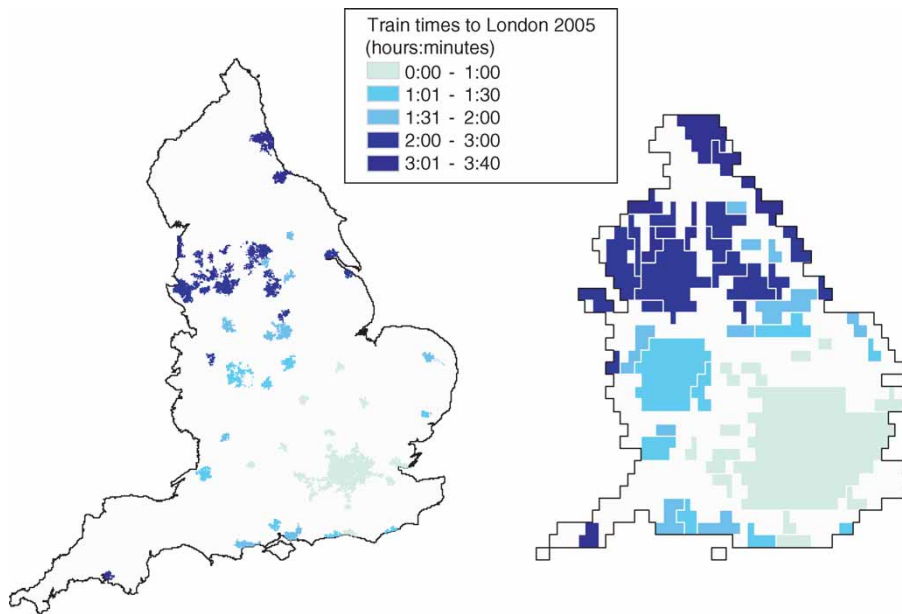 Train times to London 2005
(hours:minutes)
0:00 - 1:00
1:01 - 1:30
1:31 - 2:00
2:00 - 3:00
3:01 - 3:40